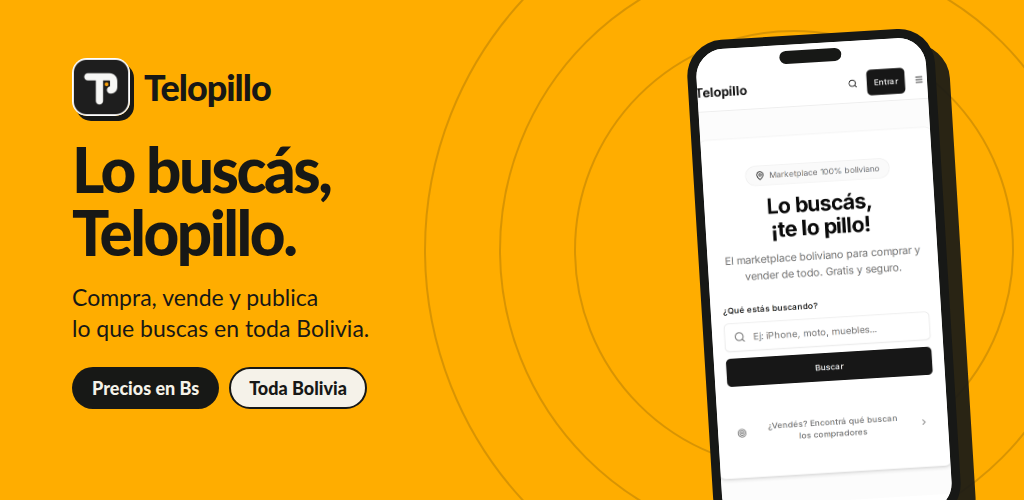 Telopillo
Lo buscás,
Telopillo.
Compra, vende y publica
lo que buscas en toda Bolivia.
Precios en Bs
Toda Bolivia
Telopillo
Entrar
Marketplace 100% boliviano
Lo buscás,
¡te lo pillo!
El marketplace boliviano para comprar y
vender de todo. Gratis y seguro.
¿Qué estás buscando?
Ej: iPhone, moto, muebles...
Buscar
¿Vendés? Encontrá qué buscan
los compradores